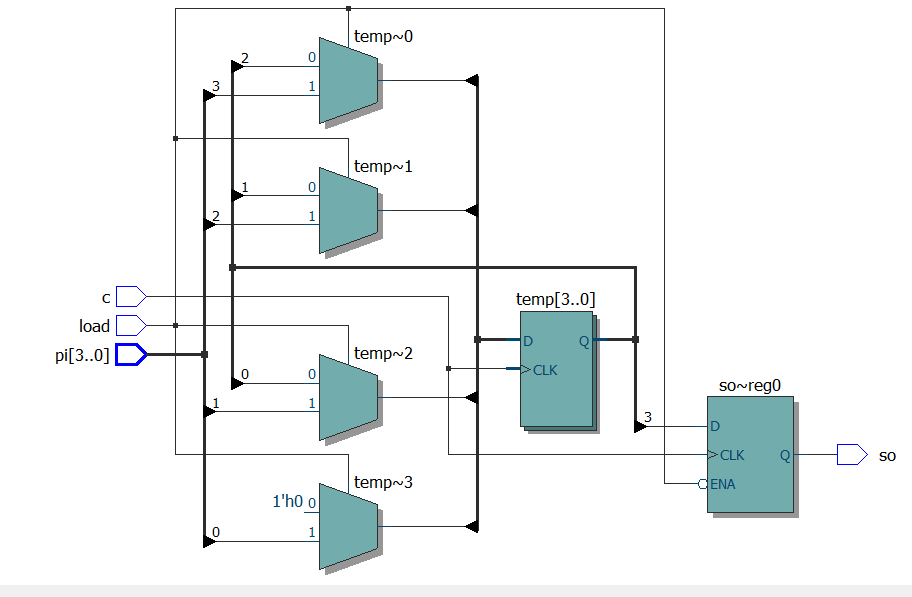 temp~0
2
0
3
1
temp~1
1
0
2
1
c
load
pi[3..0]
temp[3..0]
D
Q
CLK
temp~2
0
0
1
1
so~reg0
3
D
CLK
Q
so
ENA
temp~3
1'h0
0
0
1